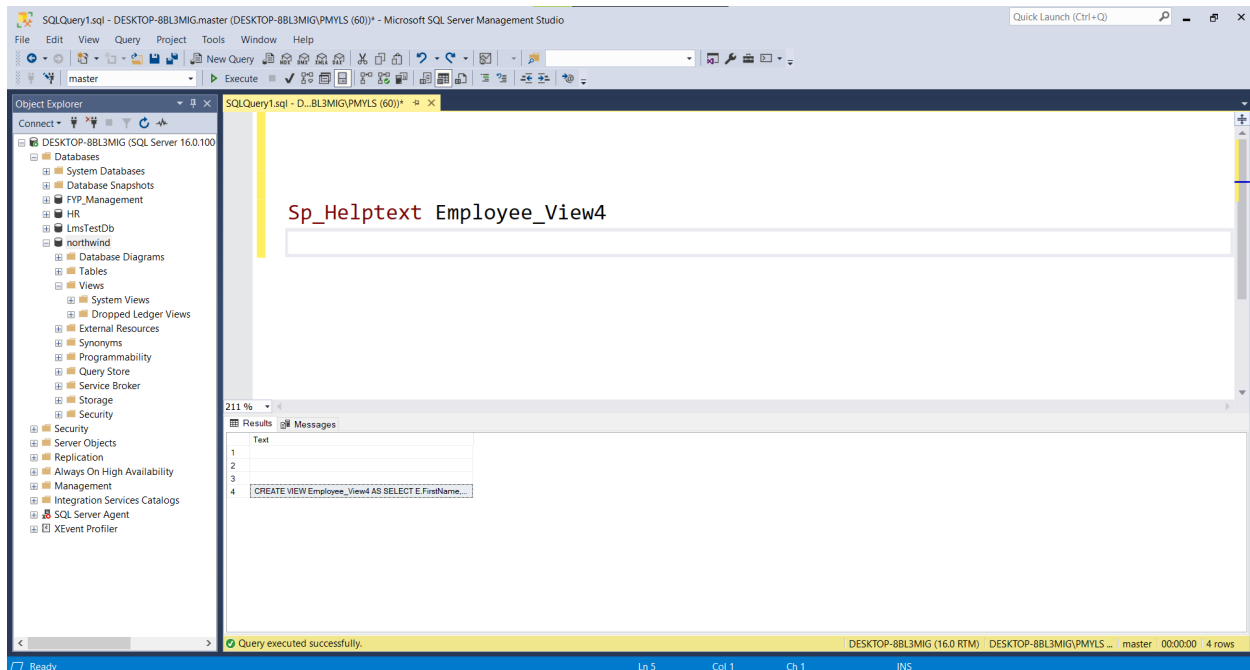 SQLQuery1.sql - DESKTOP-8BL3MIG.master (DESKTOP-8BL3MIG\PMYLS (60))* - Microsoft SQL Server Management Studio
Quick Launch (Ctrl+Q)
File Edit View Query Project Tools Window Help
New Query
MDX DMX XMLA DAX
master
Execute
Object Explorer
SQLQuery1.sql - D...BL3MIG\PMYLS (60))*
Connect
DESKTOP-8BL3MIG (SQL Server 16.0.100
Databases
System Databases
Database Snapshots
FYP_Management
HR
LmsTestDb
northwind
Database Diagrams
Tables
Views
System Views
Dropped Ledger Views
External Resources
Synonyms
Programmability
Query Store
Service Broker
Storage
Security
Security
Server Objects
Replication
Always On High Availability
Management
Integration Services Catalogs
SQL Server Agent
XEvent Profiler
Sp_Helptext Employee_View4
211 %
Results Messages
Text
1
2
3
4 CREATE VIEW Employee_View4 AS SELECT E.FirstName,...
Query executed successfully.
DESKTOP-8BL3MIG (16.0 RTM) DESKTOP-8BL3MIG\PMYLS ... master 00:00:00 4 rows
Ready Ln 5 Col 1 Ch 1 INS